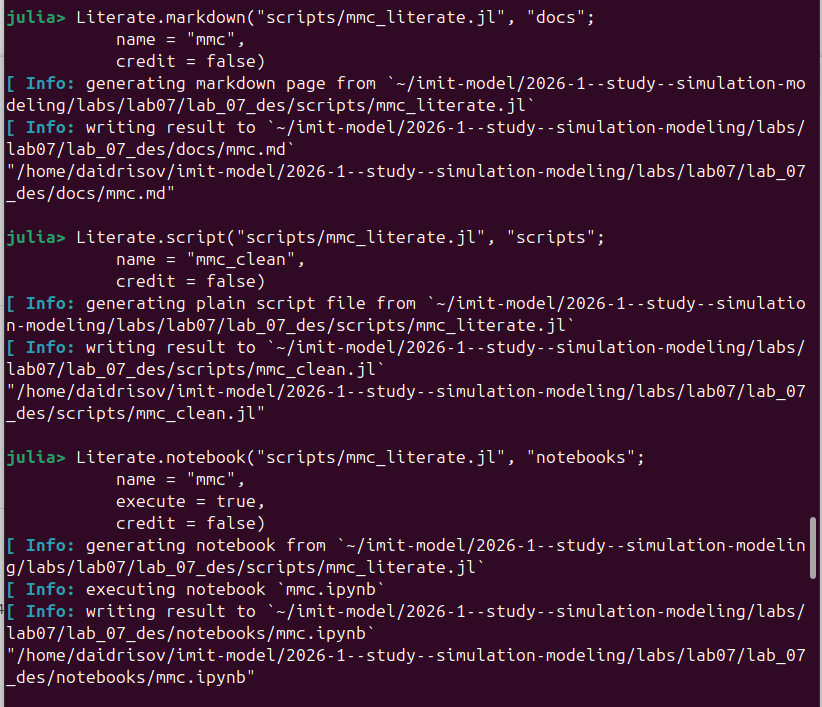 julia> Literate.markdown("scripts/mmc_literate.jl", "docs";
name = "mmc",
credit = false)
[ Info: generating markdown page from `~/imit-model/2026-1--study--simulation-mo
deling/labs/lab07/lab_07_des/scripts/mmc_literate.jl`
[ Info: writing result to `~/imit-model/2026-1--study--simulation-modeling/labs/
lab07/lab_07_des/docs/mmc.md`
"/home/daidrisov/imit-model/2026-1--study--simulation-modeling/labs/lab07/lab_07
_des/docs/mmc.md"
julia> Literate.script("scripts/mmc_literate.jl", "scripts";
name = "mmc_clean",
credit = false)
[ Info: generating plain script file from `~/imit-model/2026-1--study--simulatio
n-modeling/labs/lab07/lab_07_des/scripts/mmc_literate.jl`
[ Info: writing result to `~/imit-model/2026-1--study--simulation-modeling/labs/
lab07/lab_07_des/scripts/mmc_clean.jl`
"/home/daidrisov/imit-model/2026-1--study--simulation-modeling/labs/lab07/lab_07
_des/scripts/mmc_clean.jl"
julia> Literate.notebook("scripts/mmc_literate.jl", "notebooks";
name = "mmc",
execute = true,
credit = false)
[ Info: generating notebook from `~/imit-model/2026-1--study--simulation-modelin
g/labs/lab07/lab_07_des/scripts/mmc_literate.jl`
[ Info: executing notebook `mmc.ipynb`
[ Info: writing result to `~/imit-model/2026-1--study--simulation-modeling/labs/
lab07/lab_07_des/notebooks/mmc.ipynb`
"/home/daidrisov/imit-model/2026-1--study--simulation-modeling/labs/lab07/lab_07
_des/notebooks/mmc.ipynb"